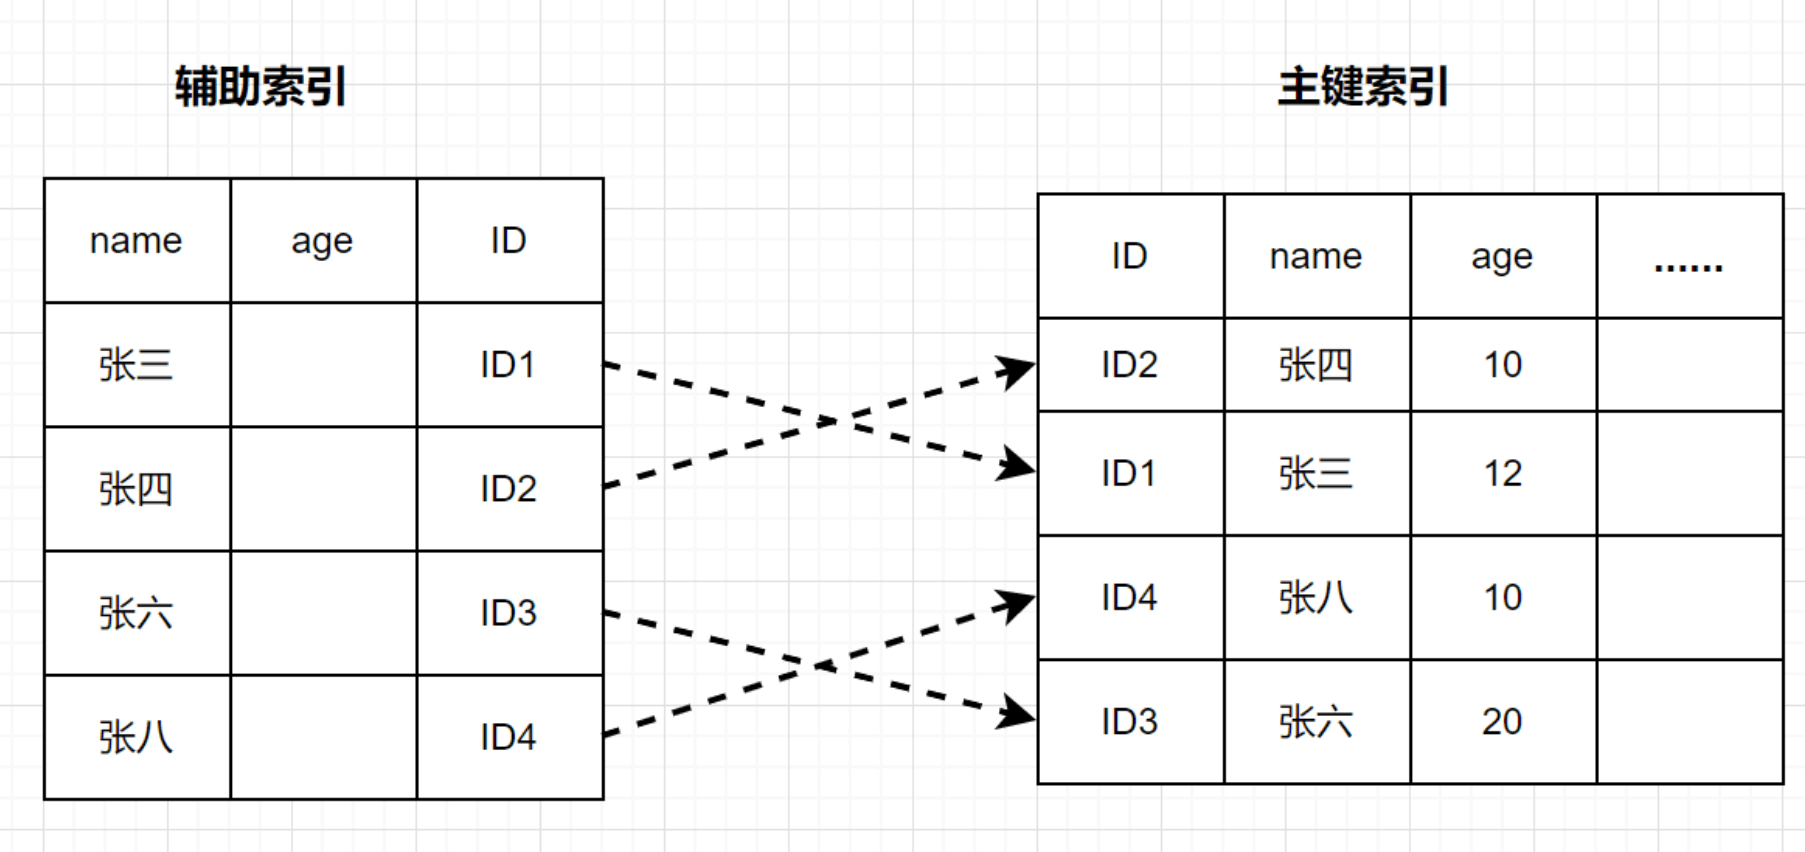 辅助索引
name age ID
张三 ID1
张四 ID2
张六 ID3
张八 ID4
主键索引
ID name age ......
ID2 张四 10
ID1 张三 12
ID4 张八 10
ID3 张六 20